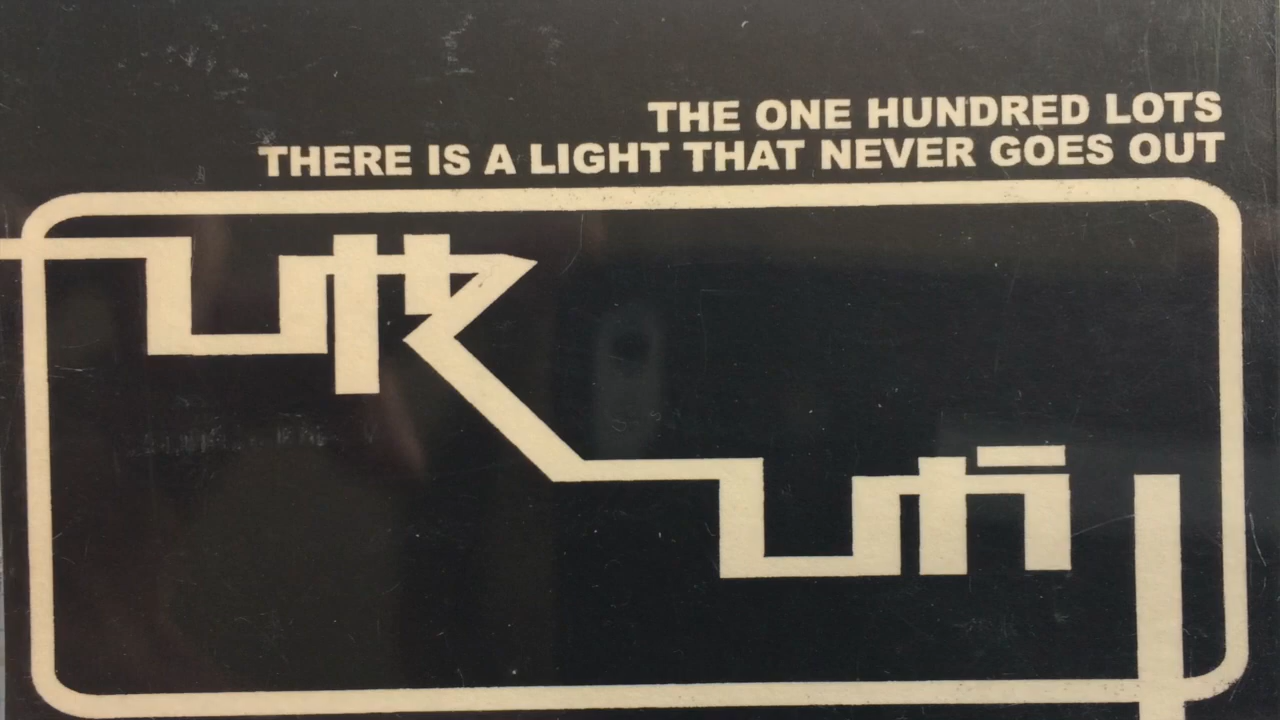 THE ONE HUNDRED LOTS
THERE IS A LIGHT THAT NEVER GOES OUT